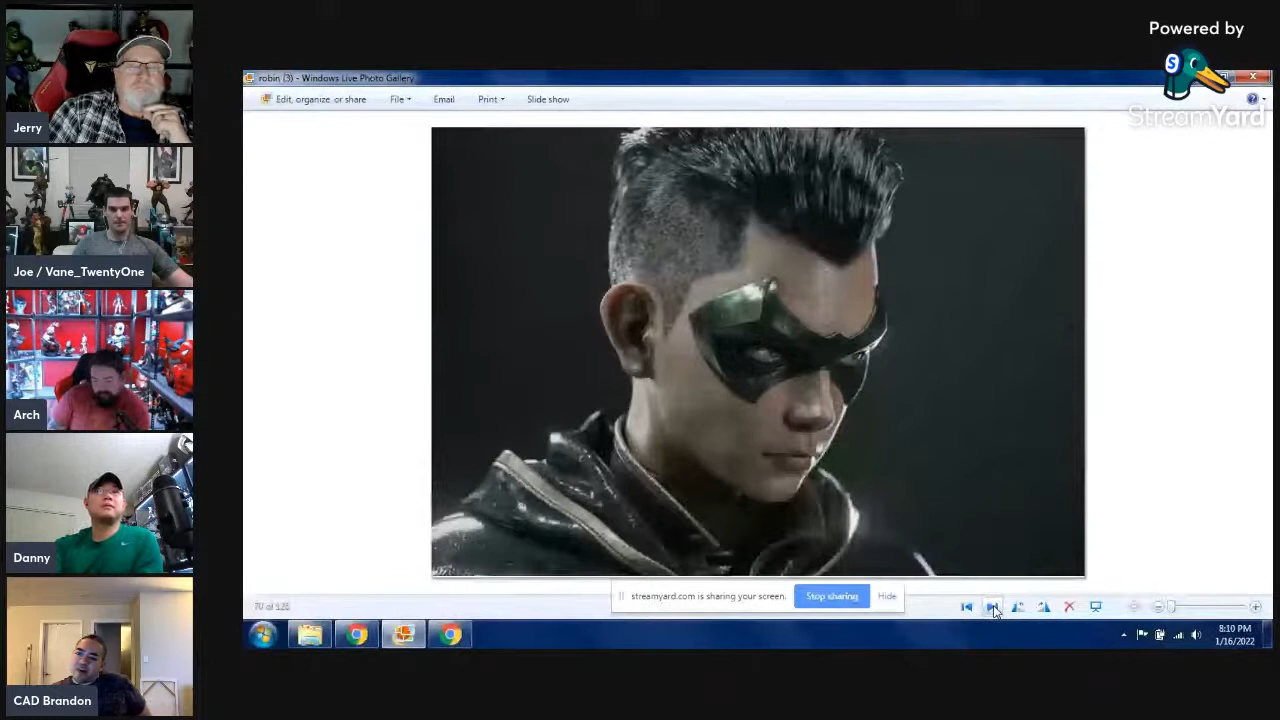 Powered by
S
StreamYard
Jerry
Joe / Vane_TwentyOne
Arch
Danny
CAD Brandon
robin (3) - Windows Live Photo Gallery
Edit, organize, or share
File
Email
Print
Slide show
streamyard.com is sharing your screen.
Stop sharing
Hide
8:10 PM
1/16/2022